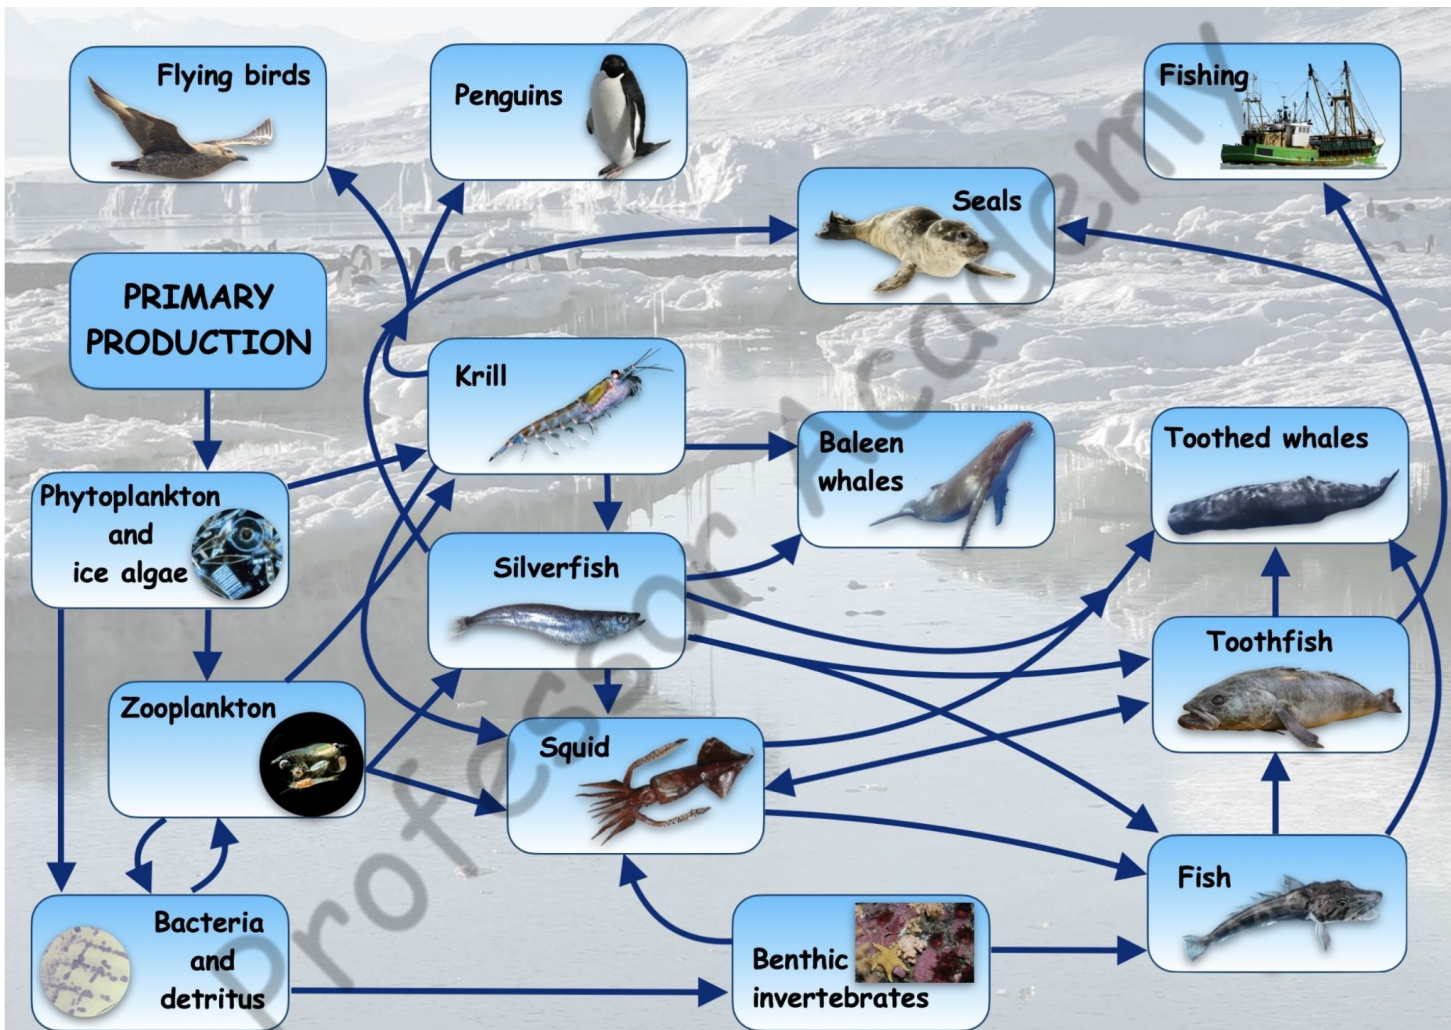 Flying birds
Penguins
Fishing
Seals
PRIMARY
PRODUCTION
Krill
Baleen
whales
Toothed whales
Phytoplankton
and
ice algae
Silverfish
Toothfish
Zooplankton
Squid
Fish
Bacteria
and
detritus
Benthic
invertebrates
Professor Academy